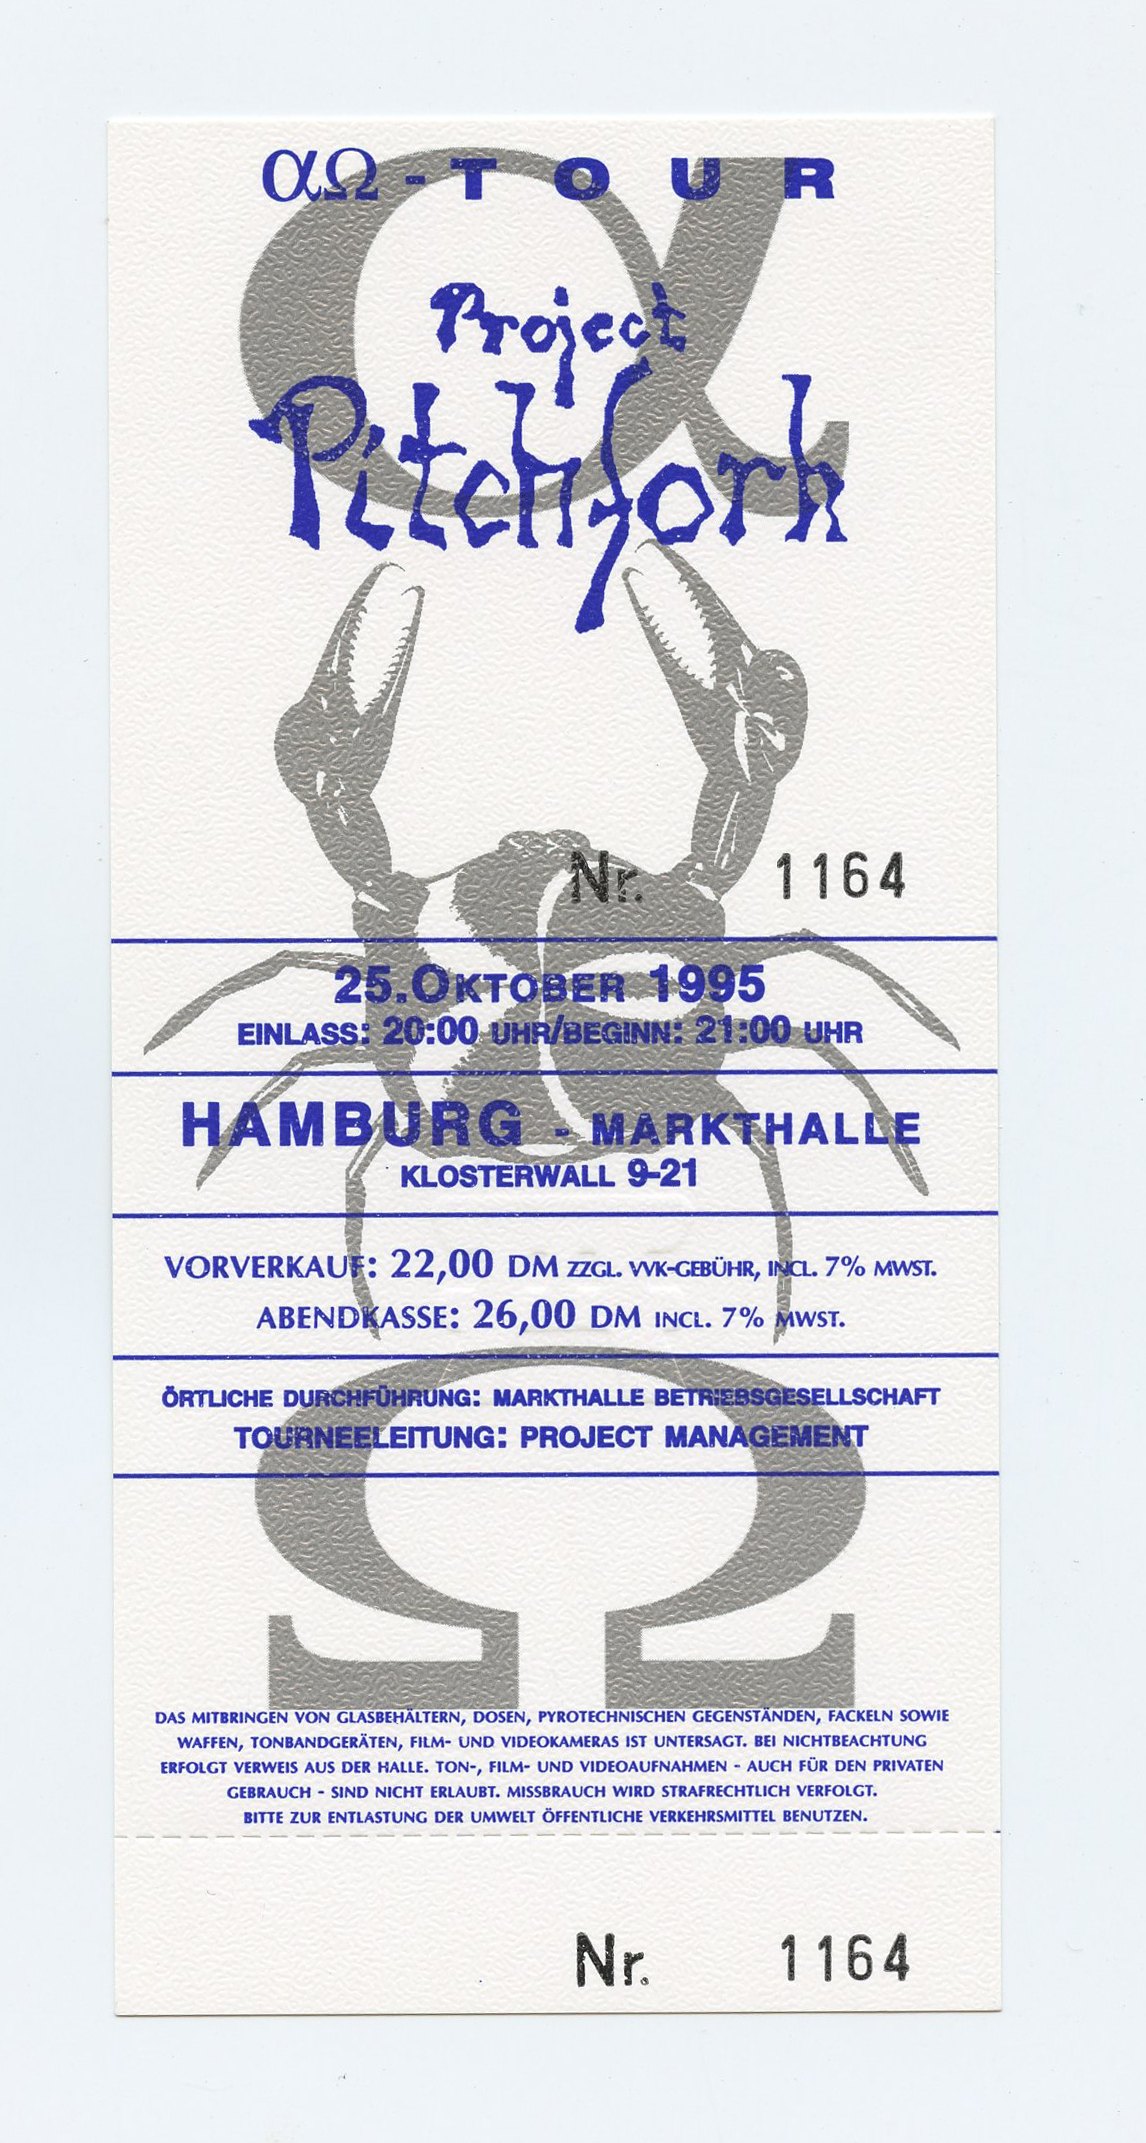 αΩ-TOUR
Project
Pitchfork
Nr. 1164
25.OKTOBER 1995
EINLASS: 20:00 UHR/BEGINN: 21:00 UHR
HAMBURG - MARKTHALLE
KLOSTERWALL 9-21
VORVERKAUF: 22,00 DM ZZGL. VVK-GEBÜHR, INCL. 7% MWST.
ABENDKASSE: 26,00 DM INCL. 7% MWST.
ÖRTLICHE DURCHFÜHRUNG: MARKTHALLE BETRIEBSGESELLSCHAFT
TOURNEELEITUNG: PROJECT MANAGEMENT
DAS MITBRINGEN VON GLASBEHÄLTERN, DOSEN, PYROTECHNISCHEN GEGENSTÄNDEN, FACKELN SOWIE
WAFFEN, TONBANDGERÄTEN, FILM- UND VIDEOKAMERAS IST UNTERSAGT. BEI NICHTBEACHTUNG
ERFOLGT VERWEIS AUS DER HALLE. TON-, FILM- UND VIDEOAUFNAHMEN - AUCH FÜR DEN PRIVATEN
GEBRAUCH - SIND NICHT ERLAUBT. MISSBRAUCH WIRD STRAFRECHTLICH VERFOLGT.
BITTE ZUR ENTLASTUNG DER UMWELT ÖFFENTLICHE VERKEHRSMITTEL BENUTZEN.
Nr. 1164
α
Ω